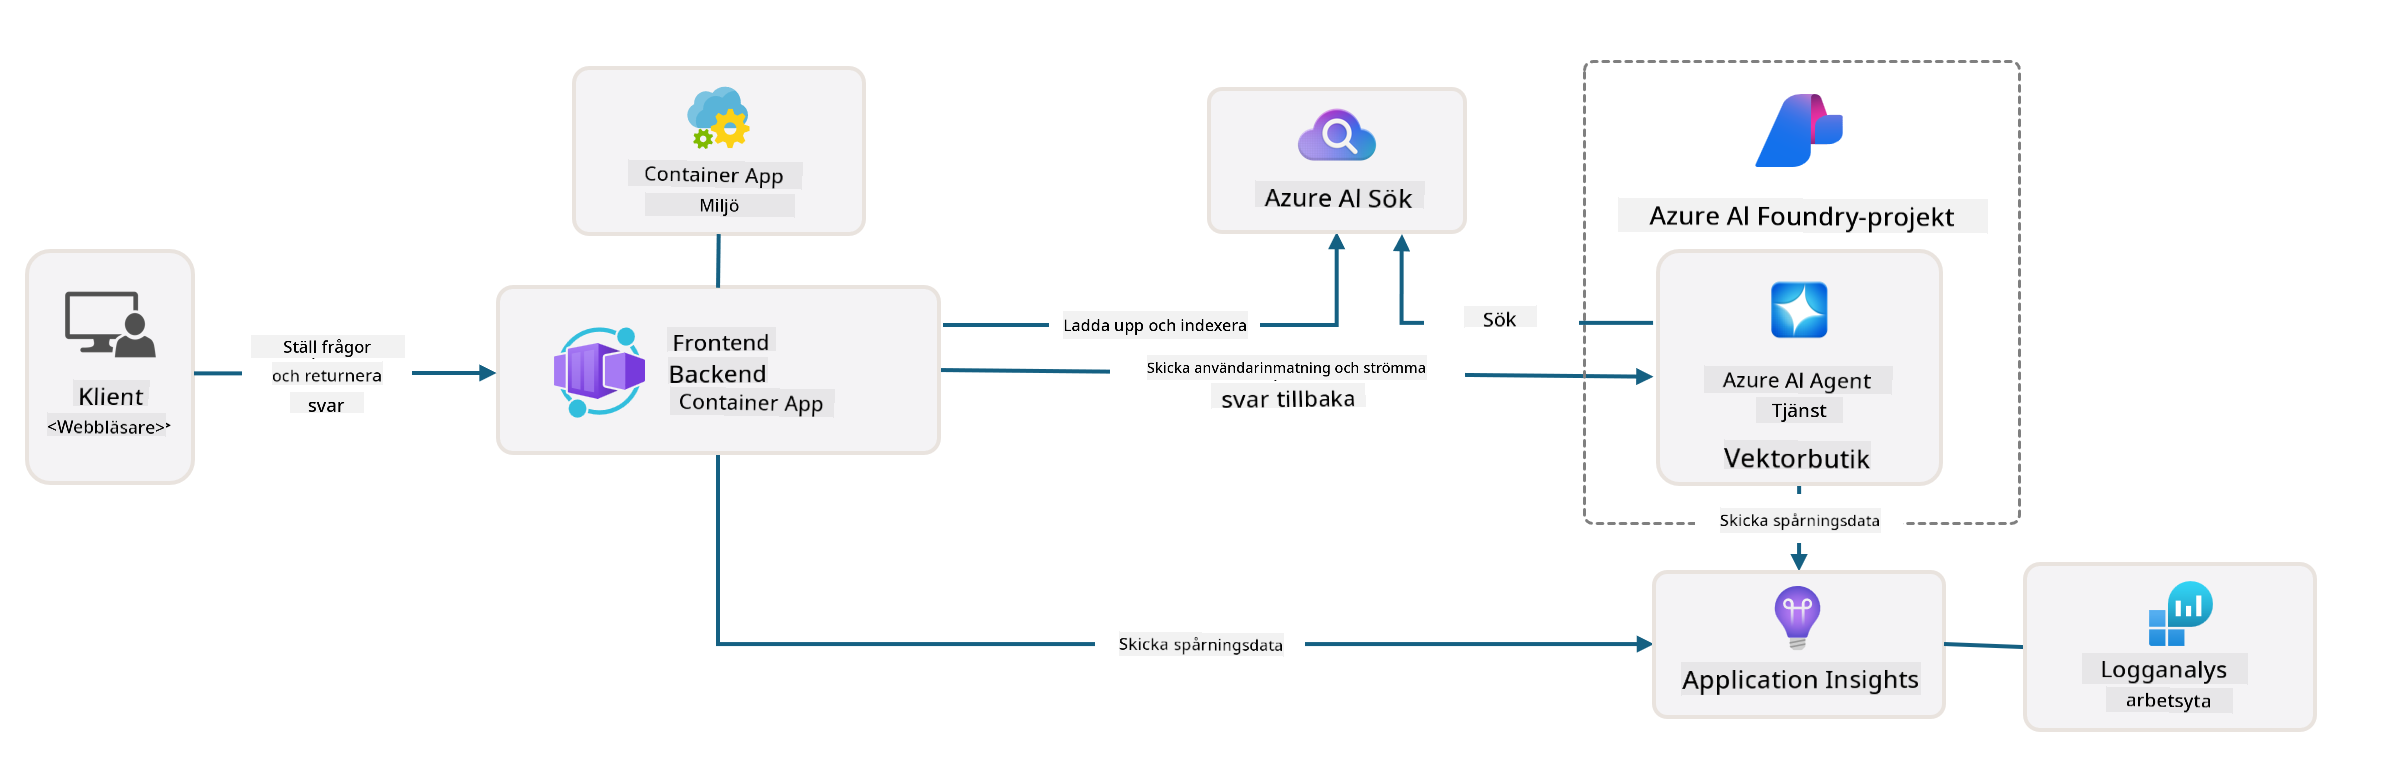 Container App
Miljö
Azure AI Sök
Azure AI Foundry-projekt
Klient
<Webbläsare>
Ställ frågor
och returnera
svar
Frontend
Backend
Container App
Ladda upp och indexera
Sök
Skicka användarinmatning och strömma
svar tillbaka
Azure AI Agent
Tjänst
Vektorbutik
Skicka spårningsdata
Skicka spårningsdata
Application Insights
Logganalys
arbetsyta